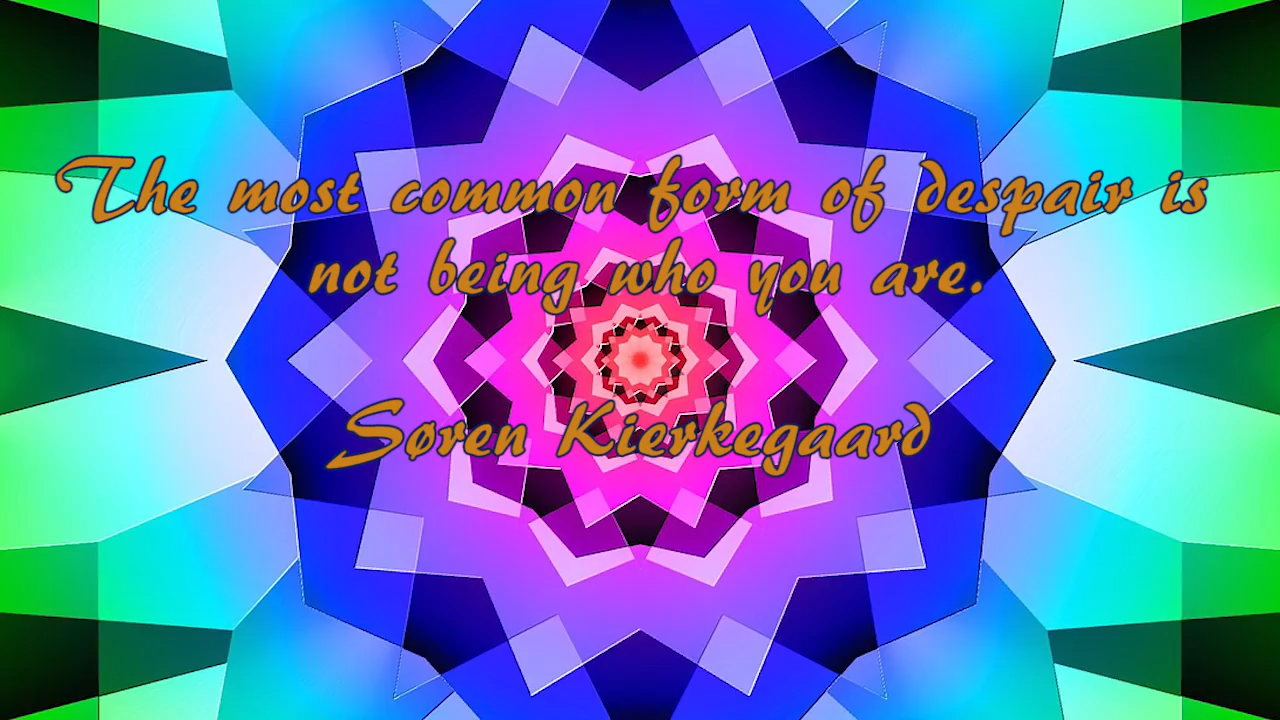 The most common form of despair is
not being who you are.
Søren Kierkegaard